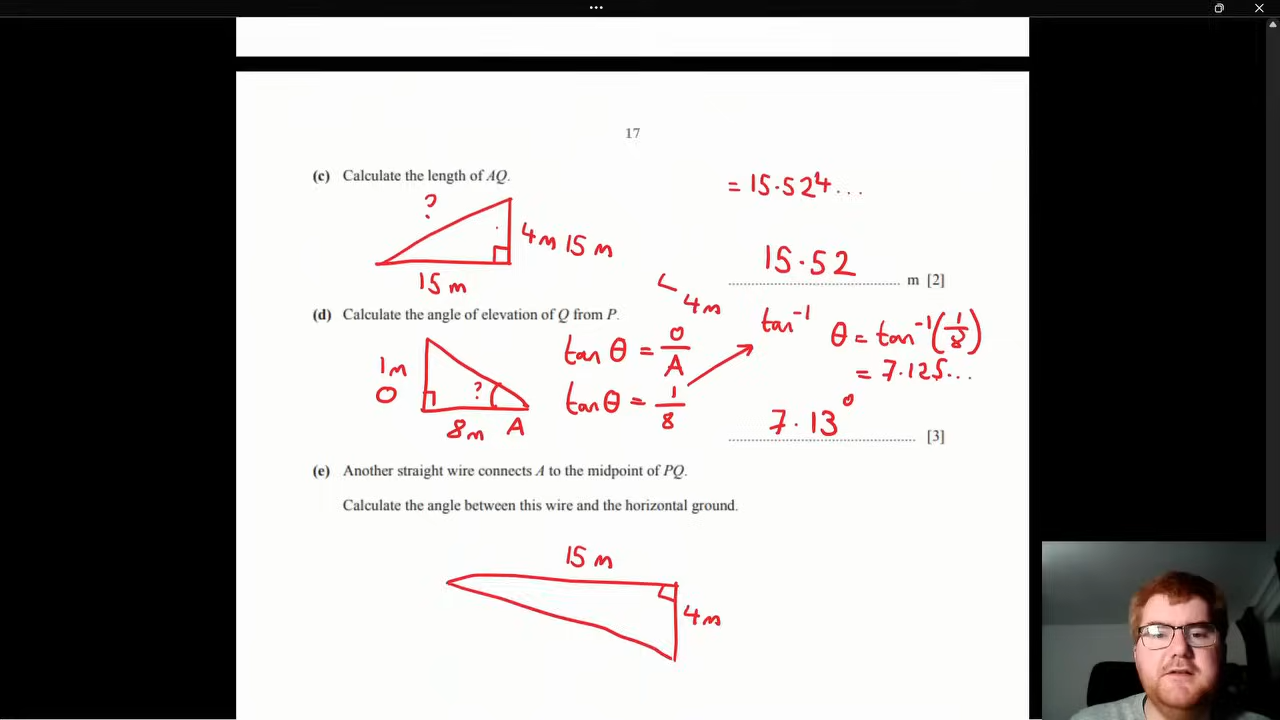 17
(c) Calculate the length of AQ.
= 15.524...
?
4m 15 m
15 m
15.52
m [2]
4m
(d) Calculate the angle of elevation of Q from P.
tan⁻¹
θ = tan⁻¹(1/8)
= 7.125...
tan θ = O/A
tan θ = 1/8
1m
O
?
8m A
7.13°
[3]
(e) Another straight wire connects A to the midpoint of PQ.
Calculate the angle between this wire and the horizontal ground.
15 m
4m